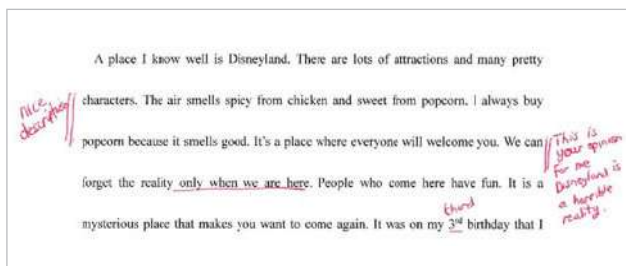 A place I know well is Disneyland. There are lots of attractions and many pretty
nice
description
characters. The air smells spicy from chicken and sweet from popcorn. I always buy
popcorn because it smells good. It's a place where everyone will welcome you. We can
This is
your opinion
For me
Disneyland is
a horrible
reality.
forget the reality only when we are here. People who come here have fun. It is a
third
mysterious place that makes you want to come again. It was on my 3rd birthday that I